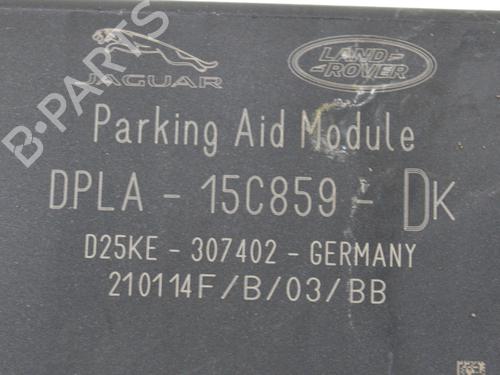 JAGUAR
LAND
ROVER
B-PARTS
Parking Aid Module
DPLA - 15C859 - DK
D25KE - 307402 - GERMANY
210114F/B/03/BB